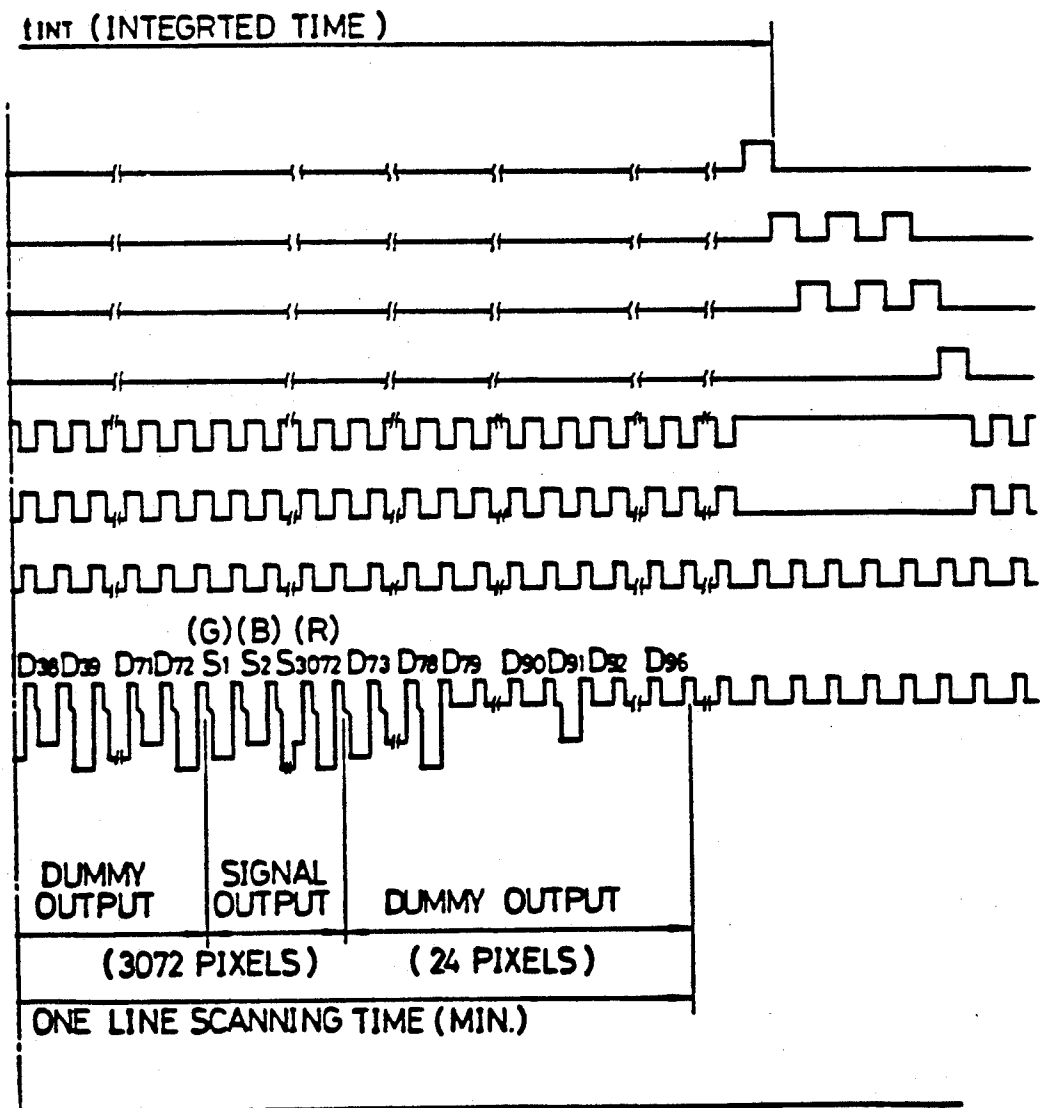 tINT (INTEGRTED TIME)
(G)(B)(R)
D38 D39 D71 D72 S1 S2 S3072 D73 D78 D79 D90 D91 D92 D96
DUMMY OUTPUT
SIGNAL OUTPUT
DUMMY OUTPUT
(3072 PIXELS)
(24 PIXELS)
ONE LINE SCANNING TIME (MIN.)